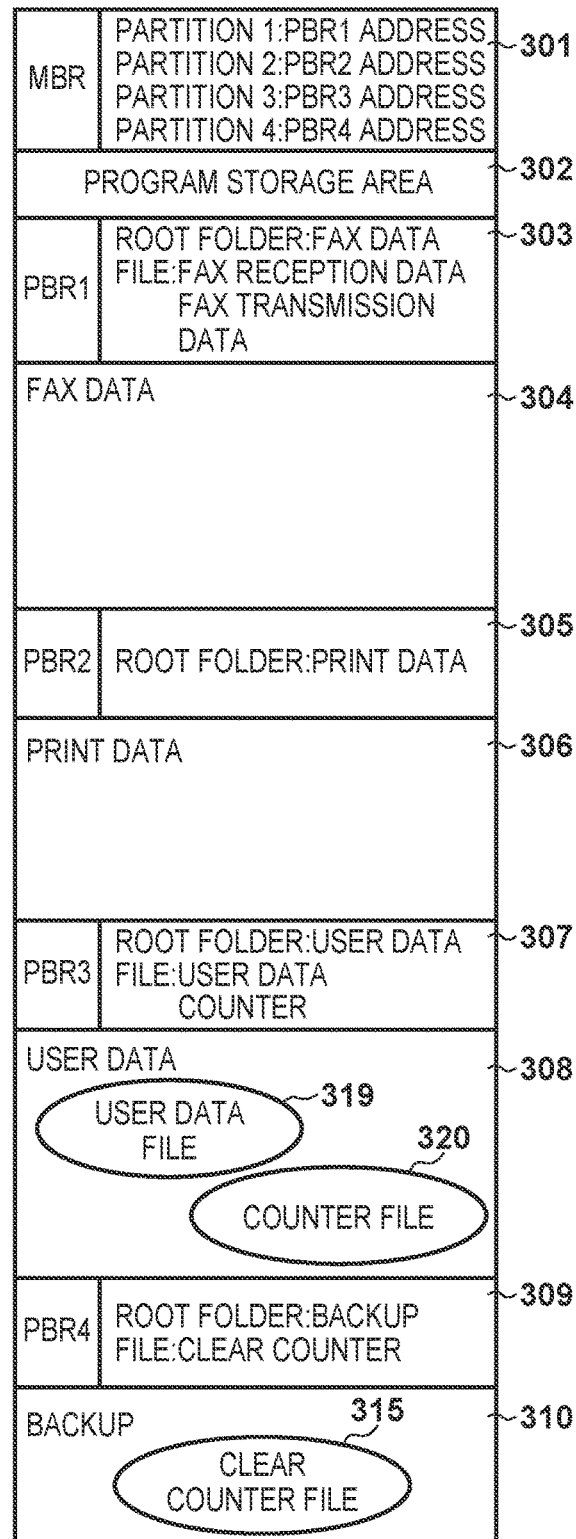 MBR
PARTITION 1:PBR1 ADDRESS
PARTITION 2:PBR2 ADDRESS
PARTITION 3:PBR3 ADDRESS
PARTITION 4:PBR4 ADDRESS
301
PROGRAM STORAGE AREA
302
PBR1
ROOT FOLDER:FAX DATA
FILE:FAX RECEPTION DATA
FAX TRANSMISSION
DATA
303
FAX DATA
304
PBR2
ROOT FOLDER:PRINT DATA
305
PRINT DATA
306
PBR3
ROOT FOLDER:USER DATA
FILE:USER DATA
COUNTER
307
USER DATA
308
319
USER DATA
FILE
320
COUNTER FILE
PBR4
ROOT FOLDER:BACKUP
FILE:CLEAR COUNTER
309
BACKUP
310
315
CLEAR
COUNTER FILE